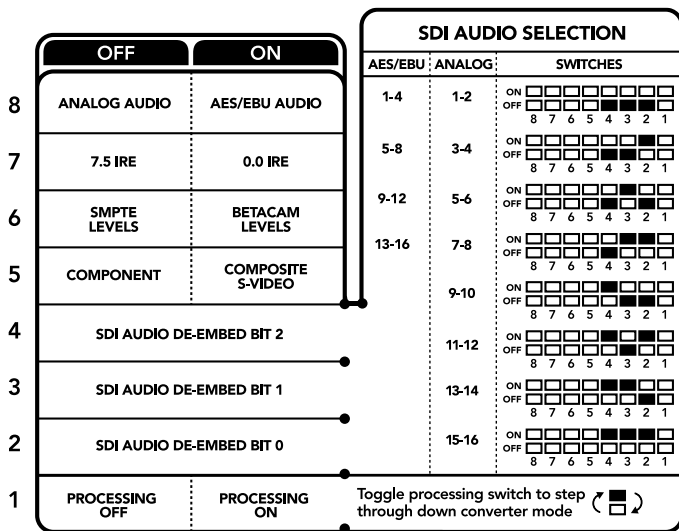 OFF ON
8 ANALOG AUDIO AES/EBU AUDIO
7 7.5 IRE 0.0 IRE
6 SMPTE LEVELS BETACAM LEVELS
5 COMPONENT COMPOSITE S-VIDEO
4 SDI AUDIO DE-EMBED BIT 2
3 SDI AUDIO DE-EMBED BIT 1
2 SDI AUDIO DE-EMBED BIT 0
1 PROCESSING OFF PROCESSING ON
SDI AUDIO SELECTION
AES/EBU ANALOG SWITCHES
1-4 1-2 ON OFF
8 7 6 5 4 3 2 1
5-8 3-4 ON OFF
8 7 6 5 4 3 2 1
9-12 5-6 ON OFF
8 7 6 5 4 3 2 1
13-16 7-8 ON OFF
8 7 6 5 4 3 2 1
9-10 ON OFF
8 7 6 5 4 3 2 1
11-12 ON OFF
8 7 6 5 4 3 2 1
13-14 ON OFF
8 7 6 5 4 3 2 1
15-16 ON OFF
8 7 6 5 4 3 2 1
Toggle processing switch to step
through down converter mode